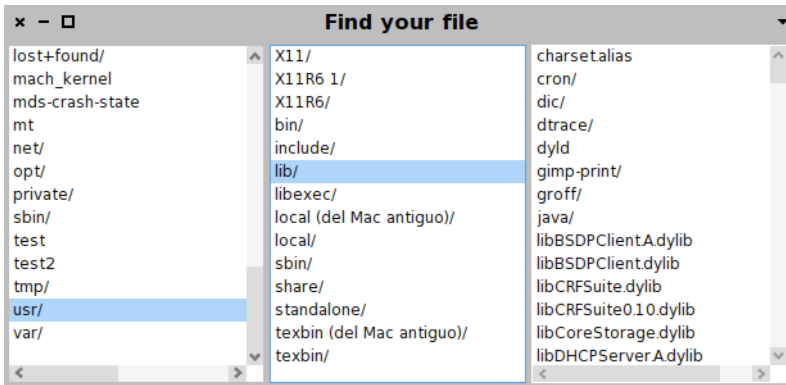 Find your file
lost+found/
mach_kernel
mds-crash-state
mt
net/
opt/
private/
sbin/
test
test2
tmp/
usr/
var/
X11/
X11R6 1/
X11R6/
bin/
include/
lib/
libexec/
local (del Mac antiguo)/
local/
sbin/
share/
standalone/
texbin (del Mac antiguo)/
texbin/
charset.alias
cron/
dic/
dtrace/
dyld
gimp-print/
groff/
java/
libBSDPClient.A.dylib
libBSDPClient.dylib
libCRFSuite.dylib
libCRFSuite0.10.dylib
libCoreStorage.dylib
libDHCPServer.A.dylib